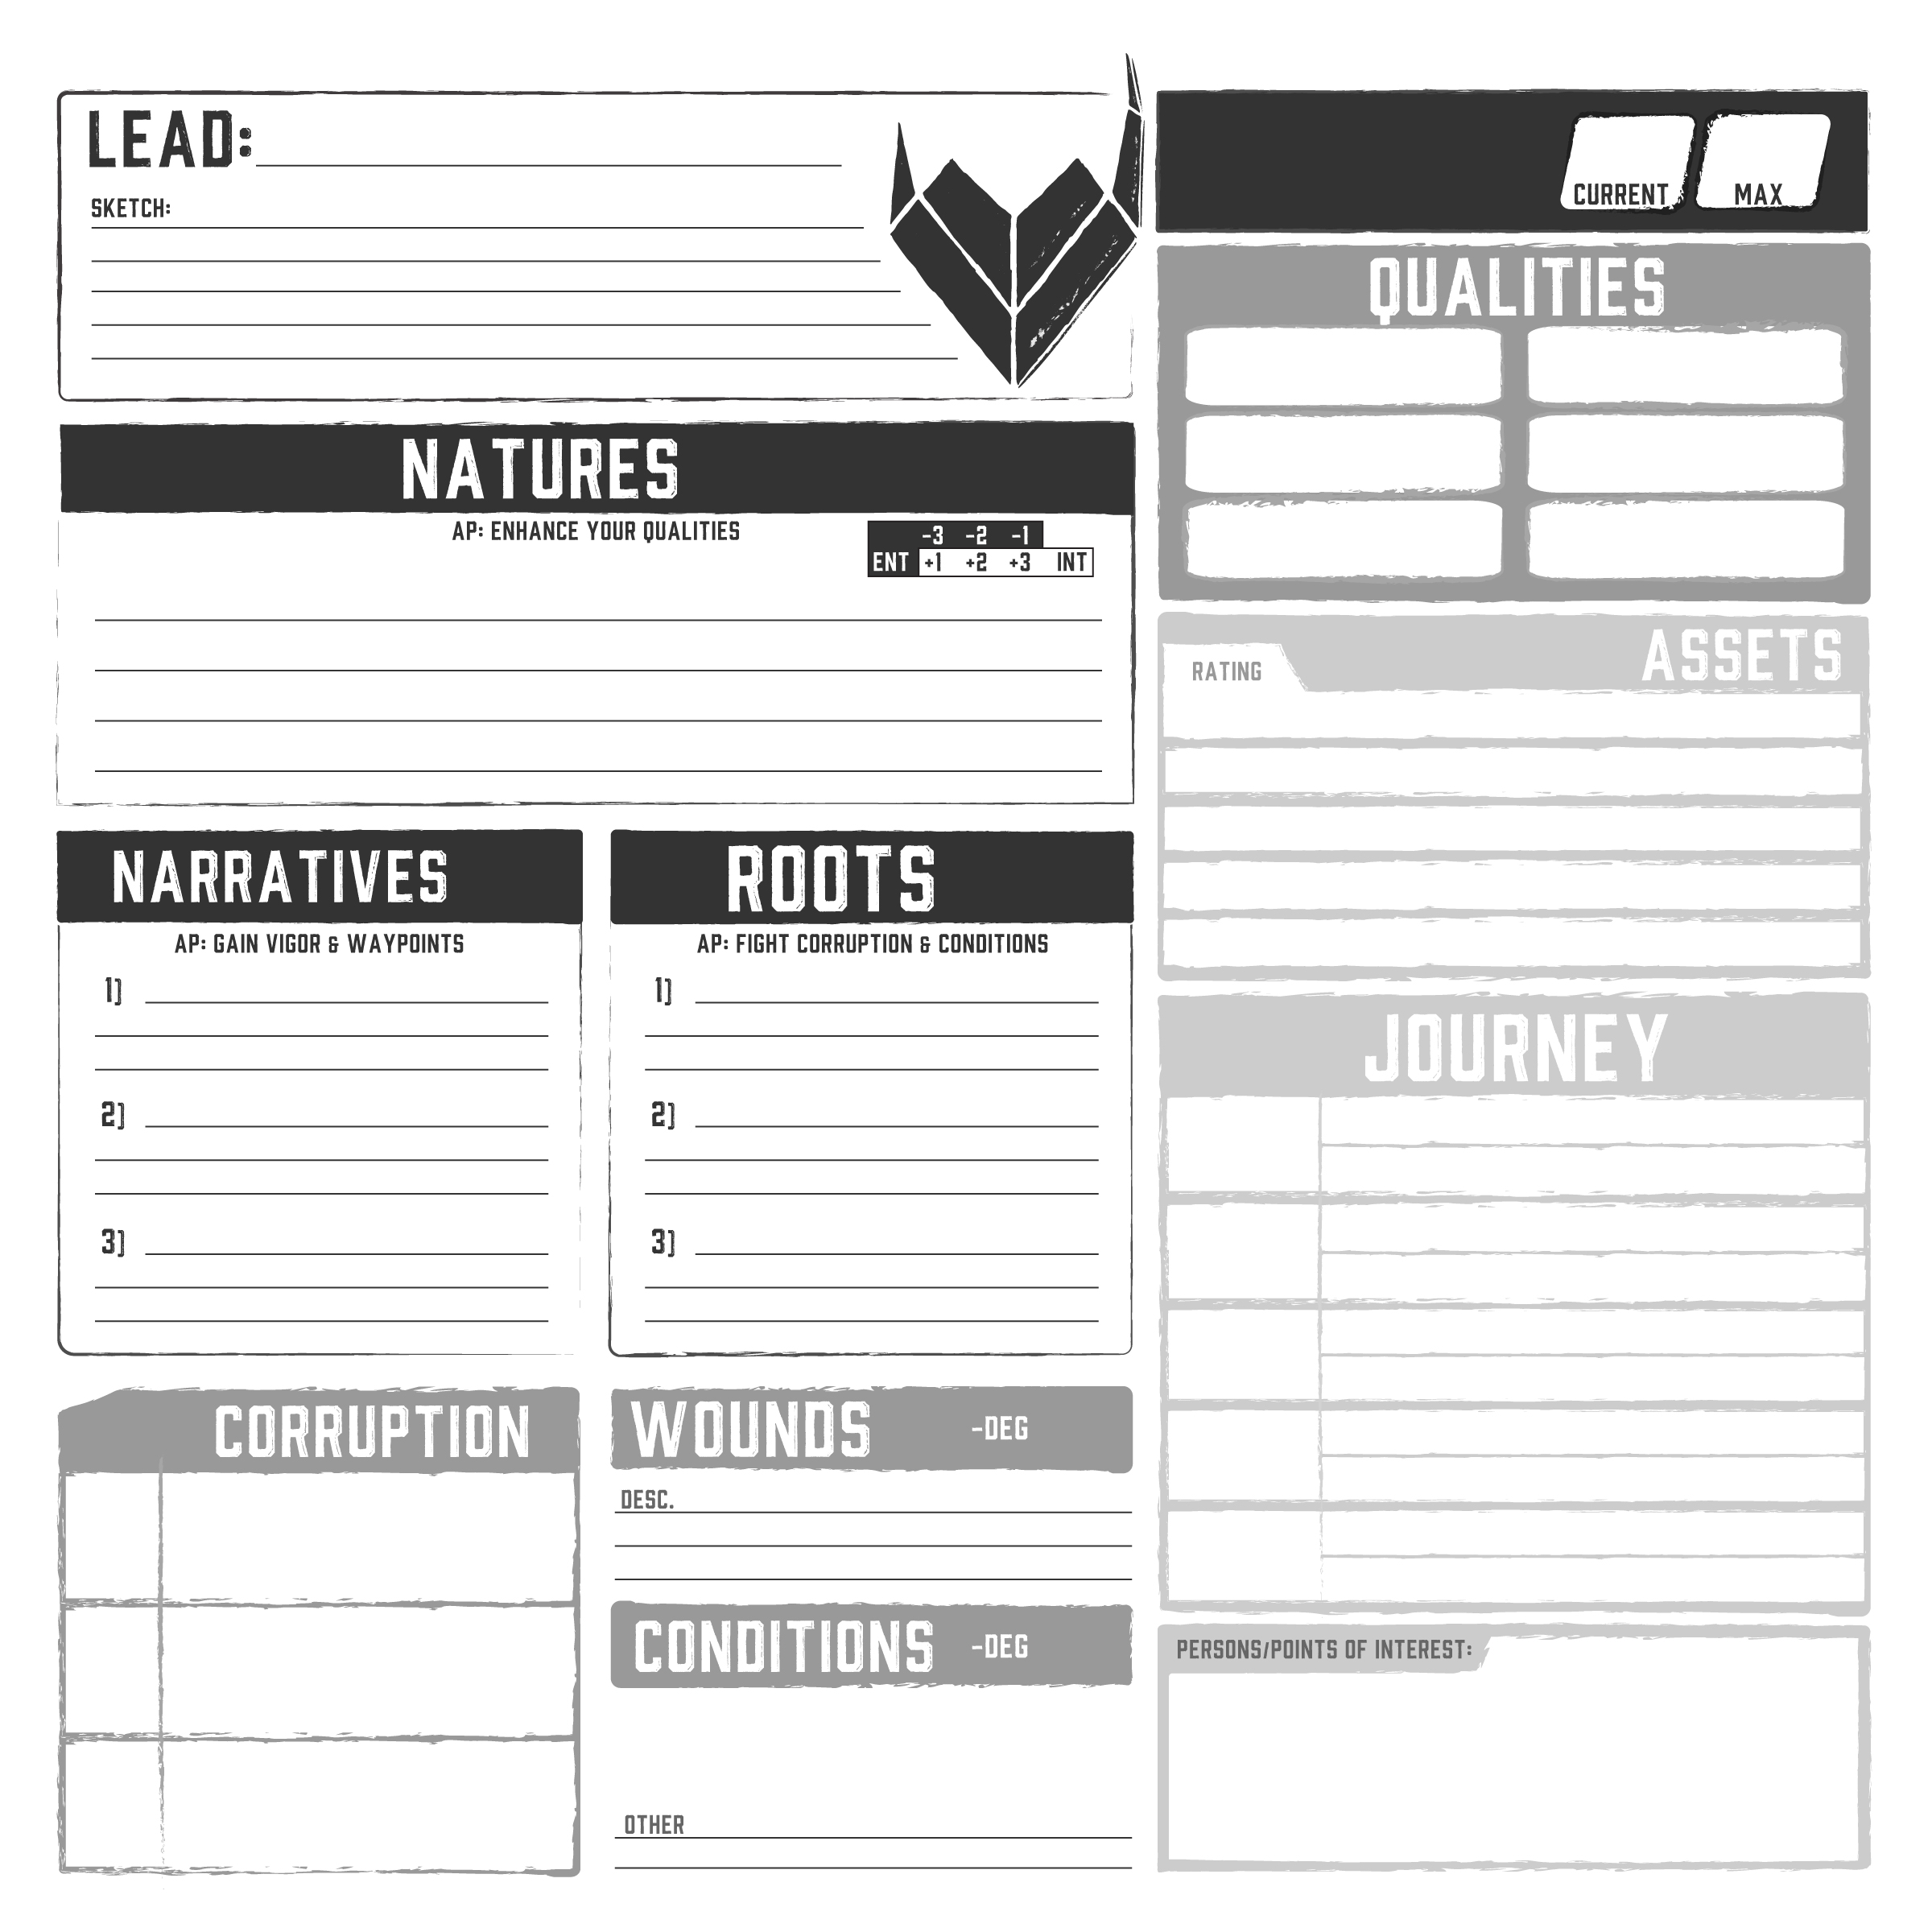 LEAD:
SKETCH:
CURRENT MAX
NATURES
AP: ENHANCE YOUR QUALITIES
-3 -2 -1
ENT +1 +2 +3 INT
QUALITIES
RATING
ASSETS
NARRATIVES
AP: GAIN VIGOR & WAYPOINTS
1)
2)
3)
ROOTS
AP: FIGHT CORRUPTION & CONDITIONS
1)
2)
3)
JOURNEY
CORRUPTION
WOUNDS -DEG
DESC.
CONDITIONS -DEG
OTHER
PERSONS/POINTS OF INTEREST: